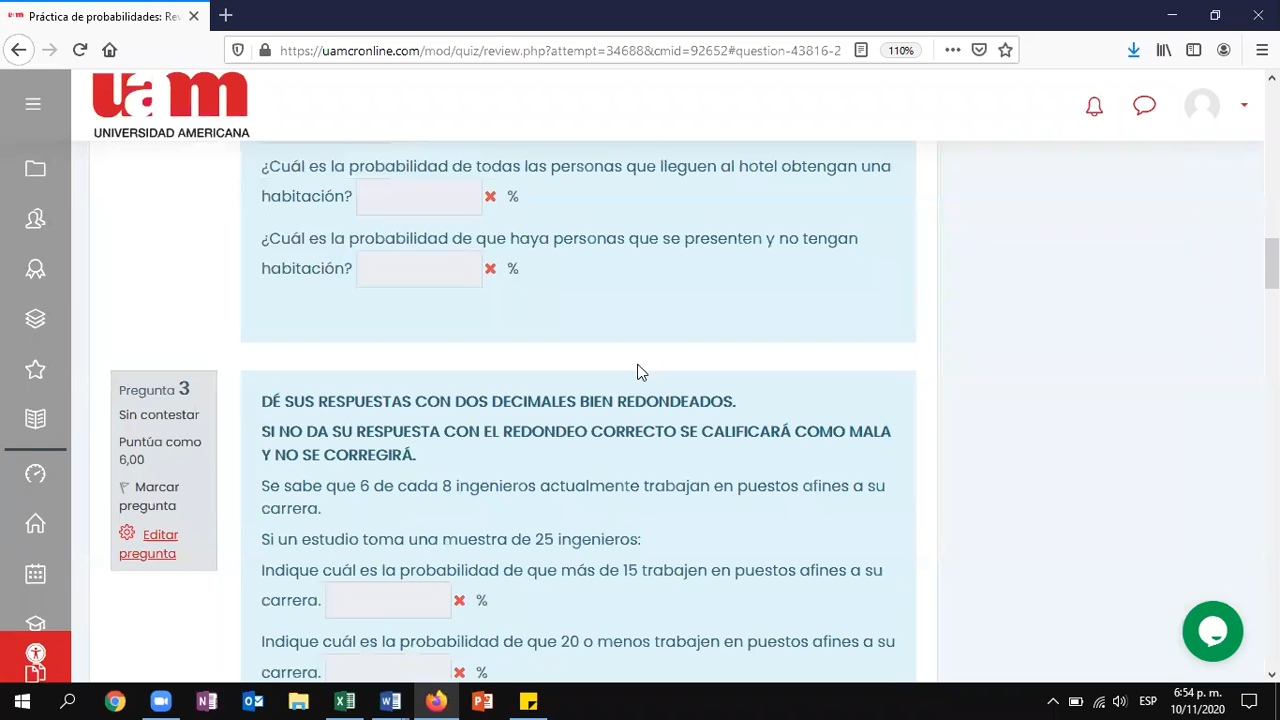 Práctica de probabilidades: Rev
https://uamcronline.com/mod/quiz/review.php?attempt=34688&cmid=92652#question-43816-2
110%
uam
UNIVERSIDAD AMERICANA
¿Cuál es la probabilidad de todas las personas que lleguen al hotel obtengan una
habitación? %
¿Cuál es la probabilidad de que haya personas que se presenten y no tengan
habitación? %
Pregunta 3
Sin contestar
Puntúa como
6,00
Marcar
pregunta
Editar
pregunta
DÉ SUS RESPUESTAS CON DOS DECIMALES BIEN REDONDEADOS.
SI NO DA SU RESPUESTA CON EL REDONDEO CORRECTO SE CALIFICARÁ COMO MALA
Y NO SE CORREGIRÁ.
Se sabe que 6 de cada 8 ingenieros actualmente trabajan en puestos afines a su
carrera.
Si un estudio toma una muestra de 25 ingenieros:
Indique cuál es la probabilidad de que más de 15 trabajen en puestos afines a su
carrera. %
Indique cuál es la probabilidad de que 20 o menos trabajen en puestos afines a su
carrera. %
ESP
6:54 p. m.
10/11/2020